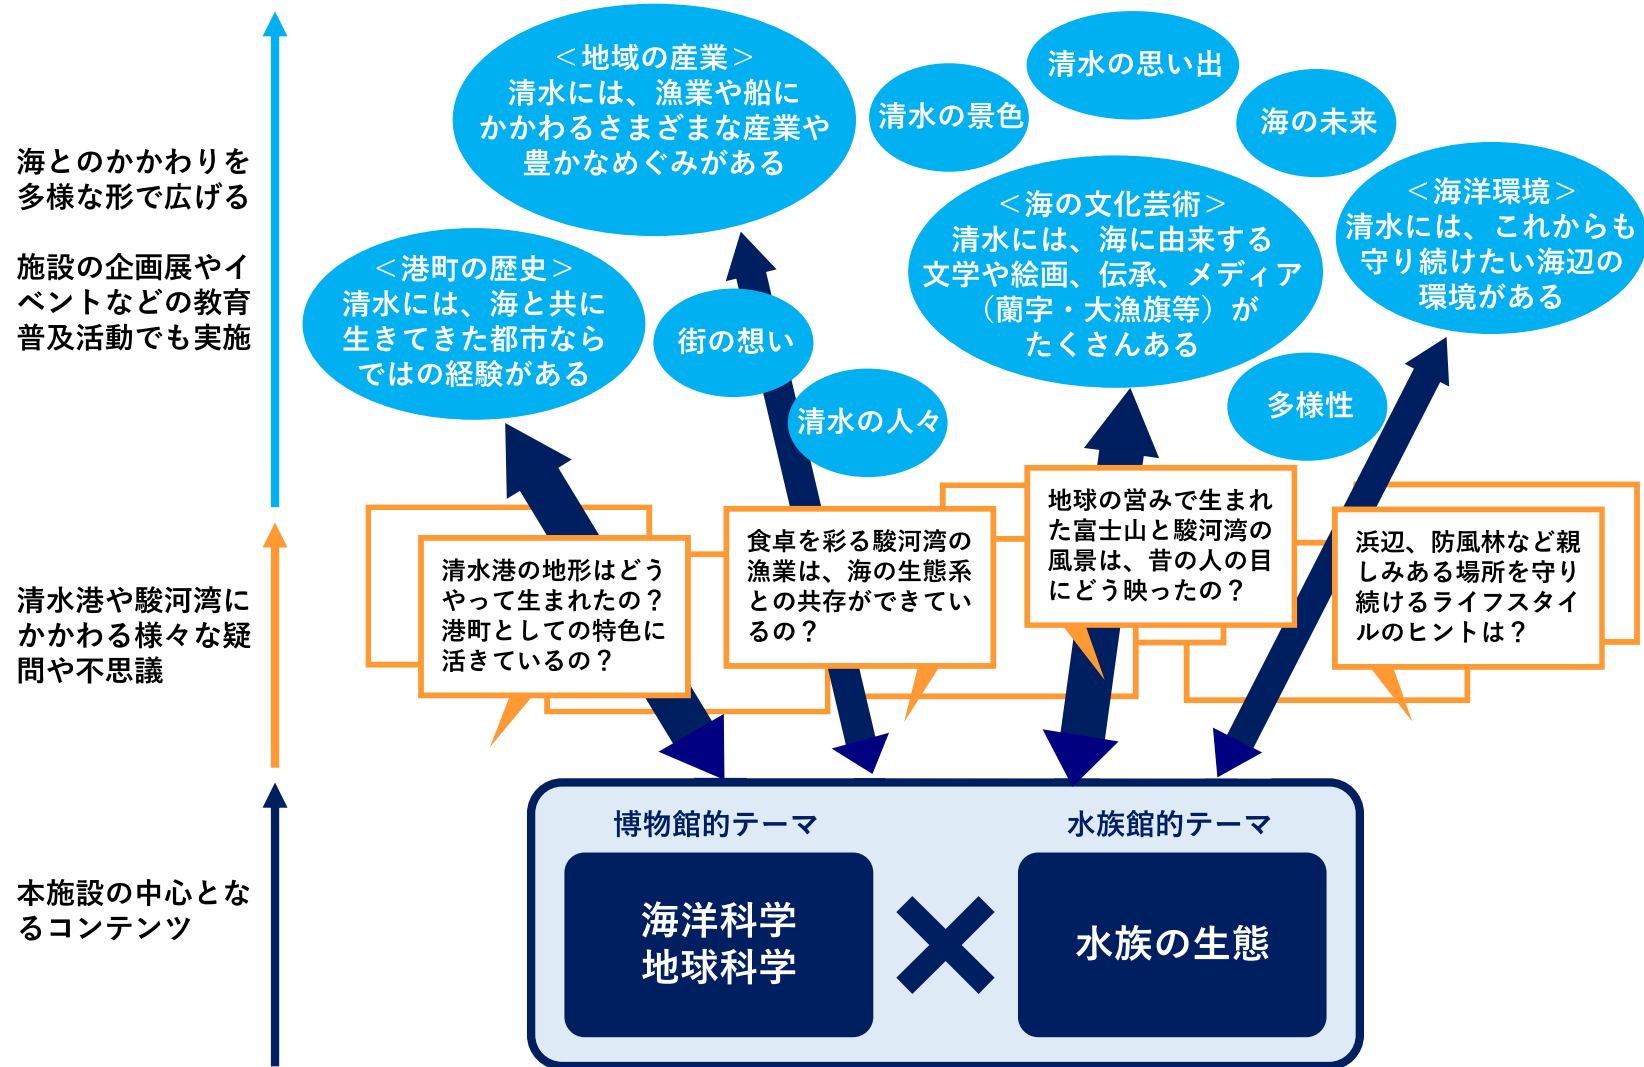 海とのかかわりを
多様な形で広げる
施設の企画展やイ
ベントなどの教育
普及活動でも実施
清水港や駿河湾に
かかわる様々な疑
問や不思議
本施設の中心とな
るコンテンツ
＜地域の産業＞
清水には、漁業や船に
かかわるさまざまな産業や
豊かなめぐみがある
清水の景色
清水の思い出
海の未来
＜港町の歴史＞
清水には、海と共に
生きてきた都市なら
ではの経験がある
街の想い
清水の人々
＜海の文化芸術＞
清水には、海に由来する
文学や絵画、伝承、メディア
（蘭字・大漁旗等）が
たくさんある
＜海洋環境＞
清水には、これからも
守り続けたい海辺の
環境がある
多様性
清水港の地形はどう
やって生まれたの？
港町としての特色に
活きているの？
食卓を彩る駿河湾の
漁業は、海の生態系
との共存ができてい
るの？
地球の営みで生まれ
た富士山と駿河湾の
風景は、昔の人の目
にどう映ったの？
浜辺、防風林など親
しみある場所を守り
続けるライフスタイ
ルのヒントは？
博物館的テーマ
海洋科学
地球科学
水族館的テーマ
水族の生態